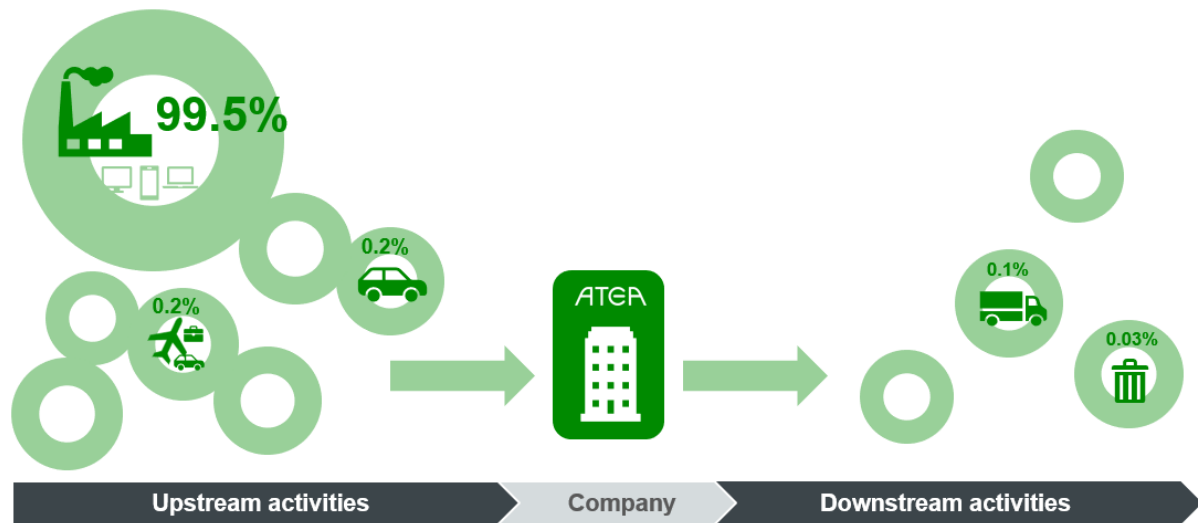 99.5%
0.2%
0.2%
ATEA
0.1%
0.03%
Upstream activities
Company
Downstream activities